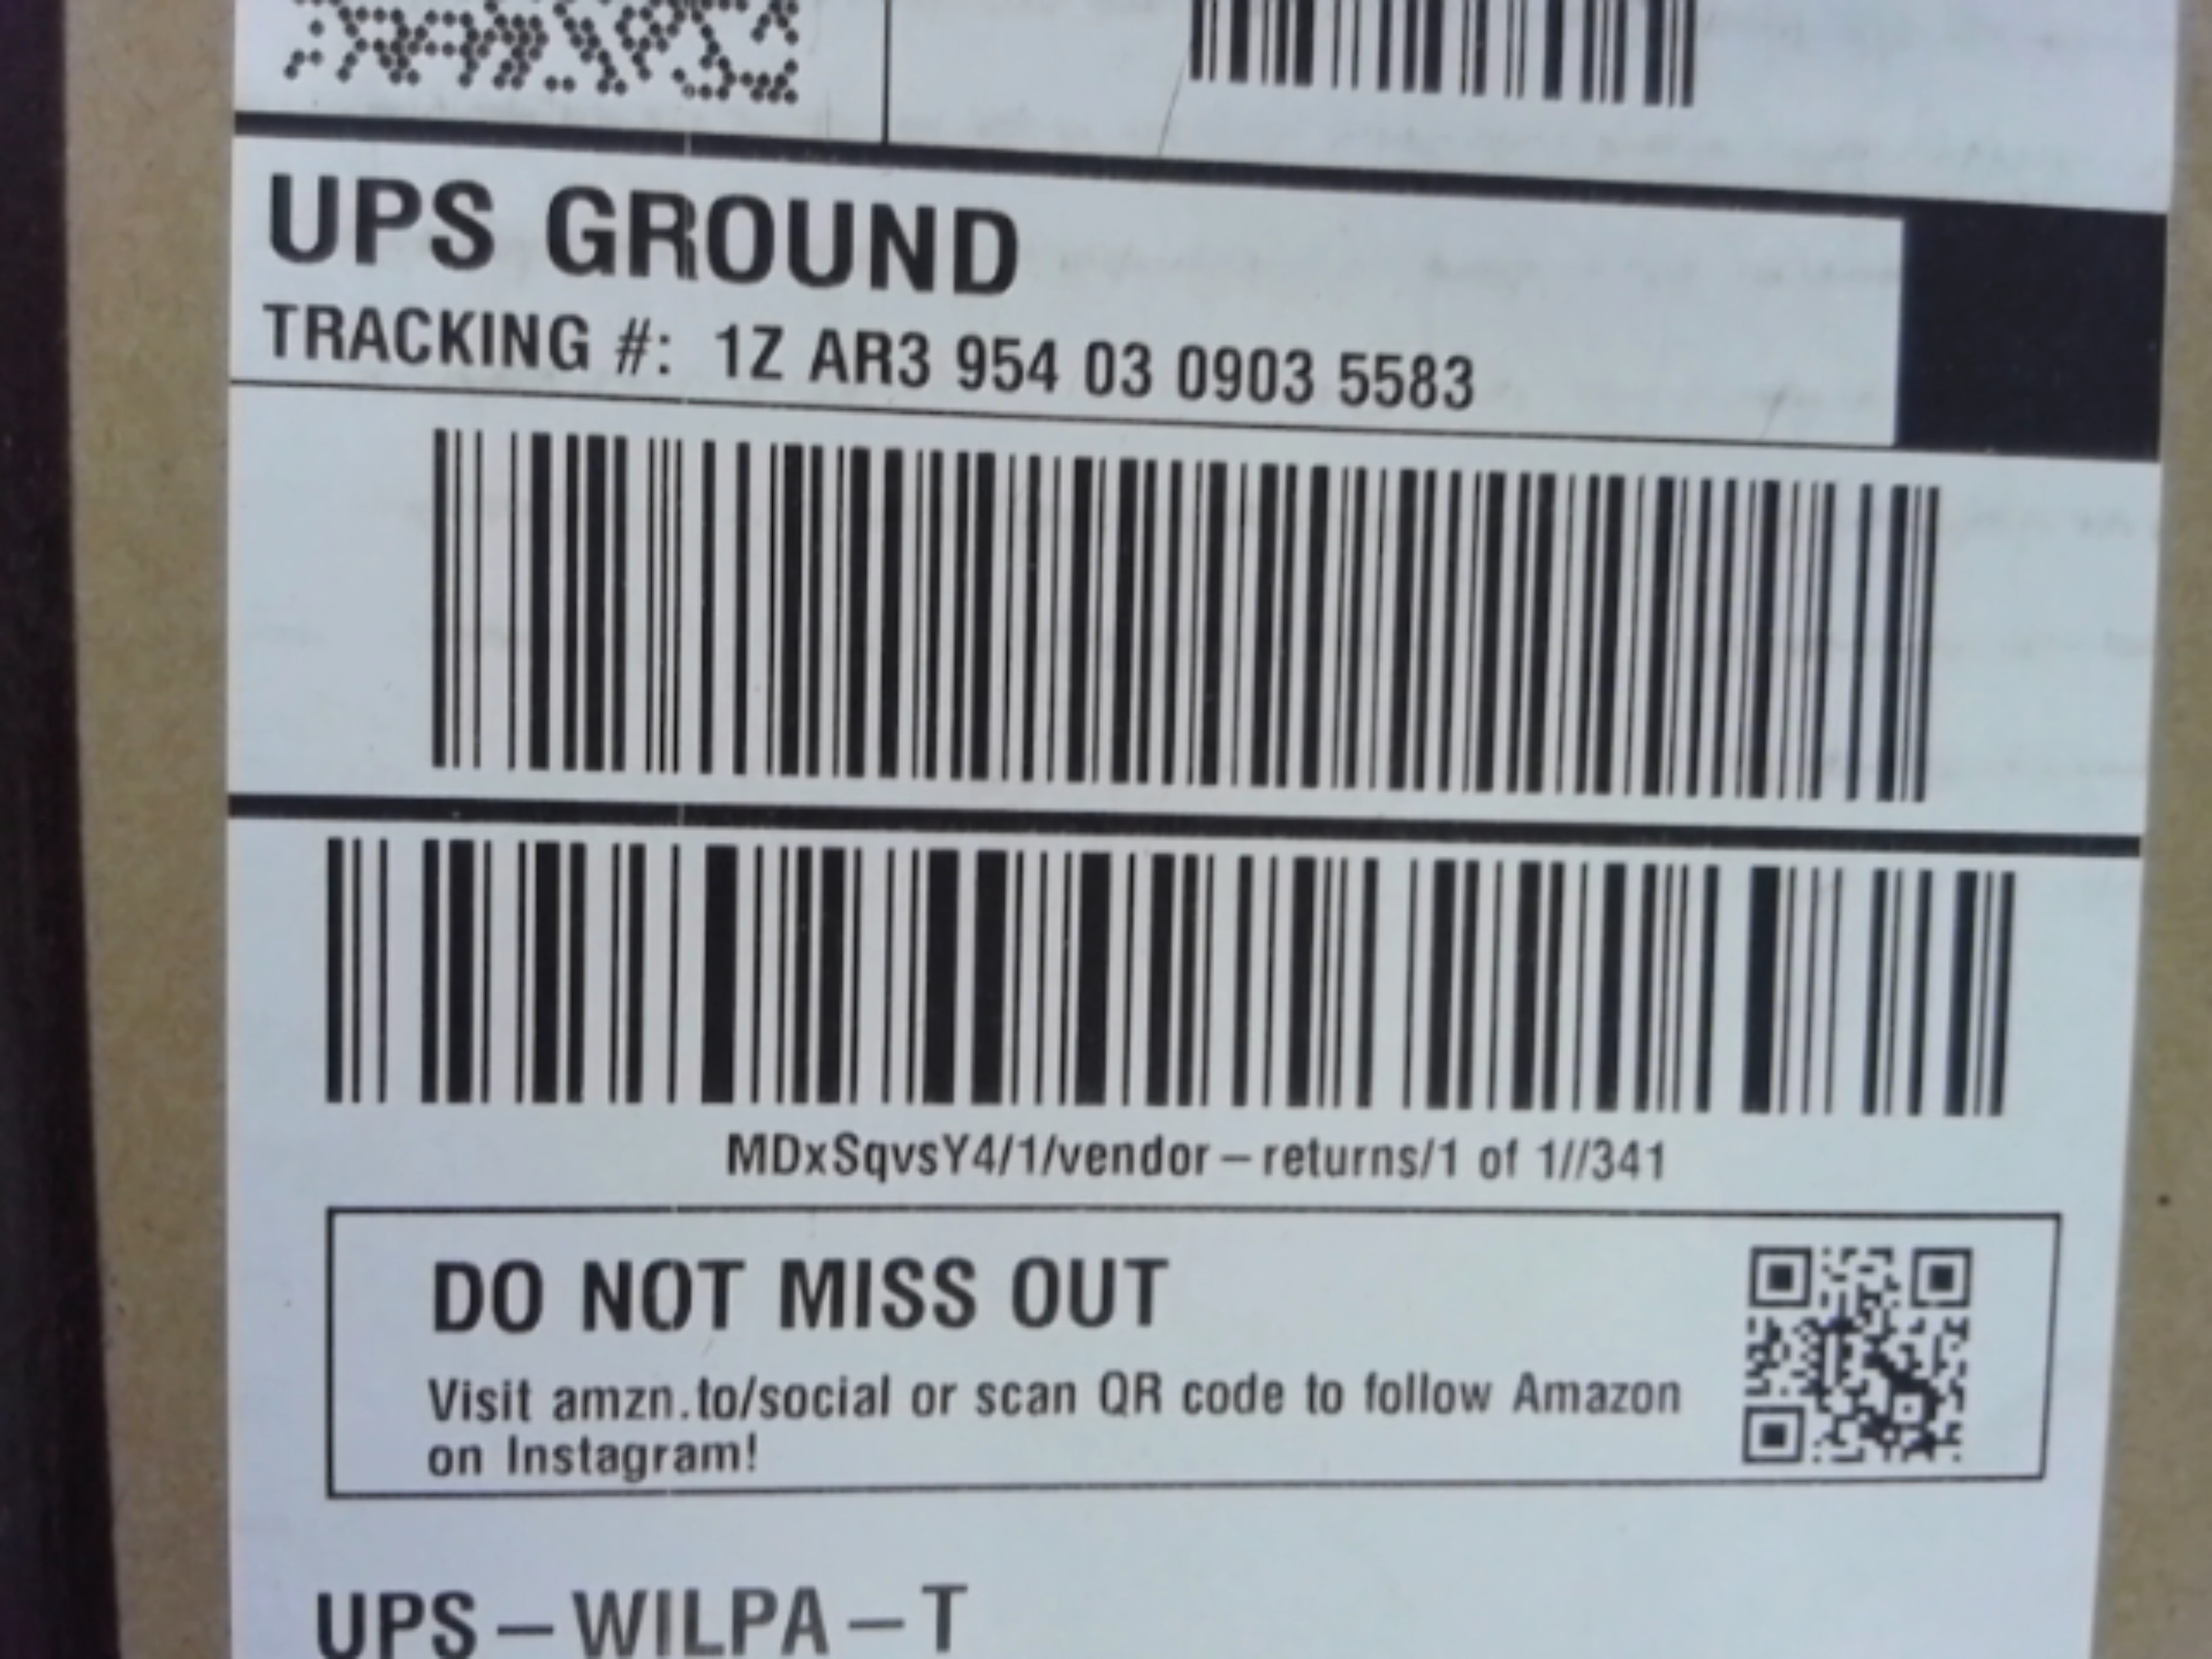 UPS GROUND
TRACKING #: 1Z AR3 954 03 0903 5583
MDxSqvsY4/1/vendor-returns/1 of 1//341
DO NOT MISS OUT
Visit amzn.to/social or scan QR code to follow Amazon
on Instagram!
UPS-WILPA-T